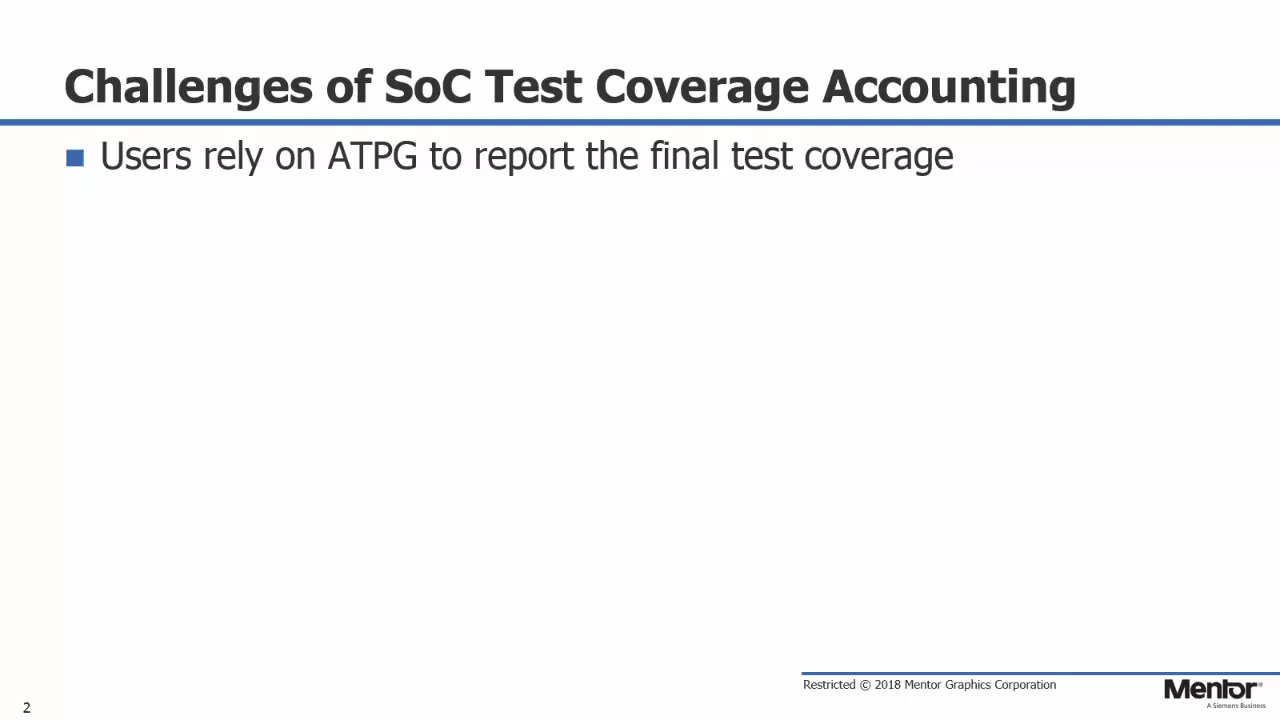 Challenges of SoC Test Coverage Accounting
Users rely on ATPG to report the final test coverage
Restricted © 2018 Mentor Graphics Corporation
Mentor®
A Siemens Business
2